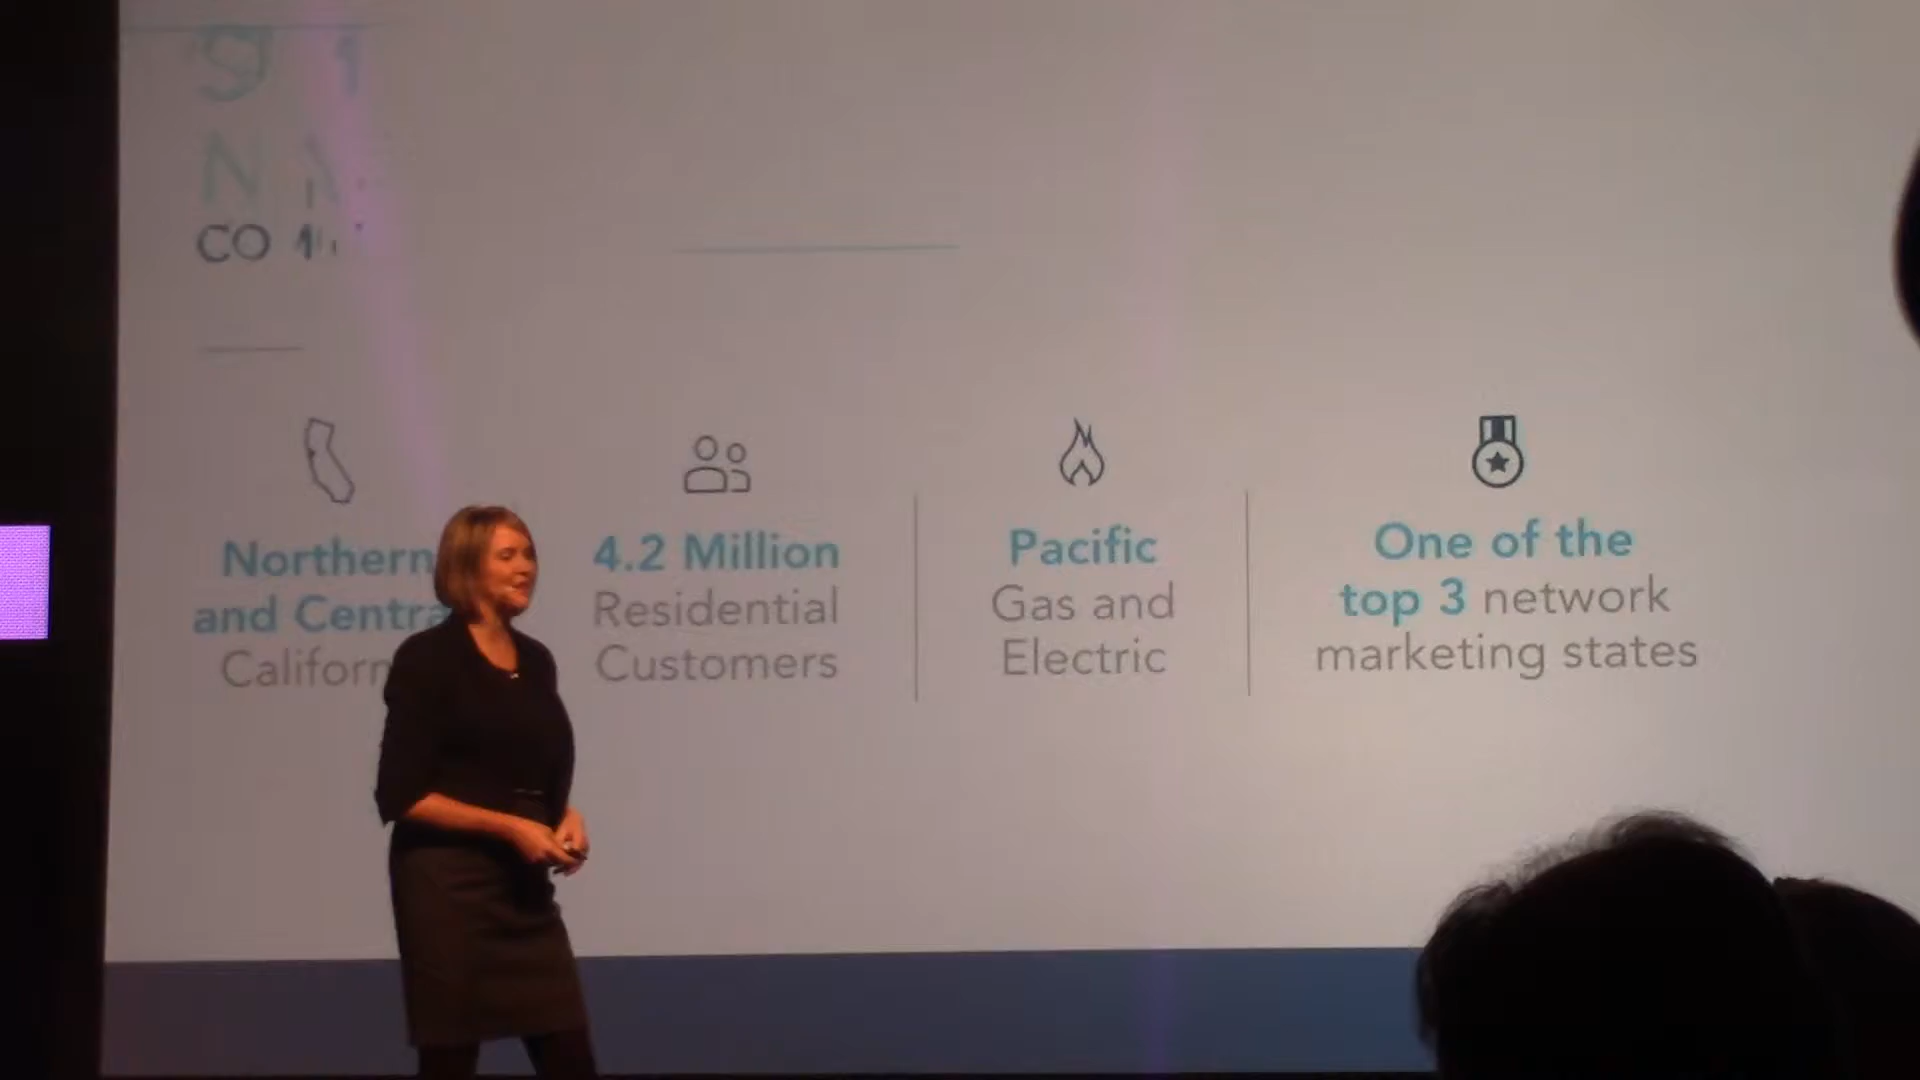 CO
Northern
and Centra
Californ
4.2 Million
Residential
Customers
Pacific
Gas and
Electric
One of the
top 3 network
marketing states